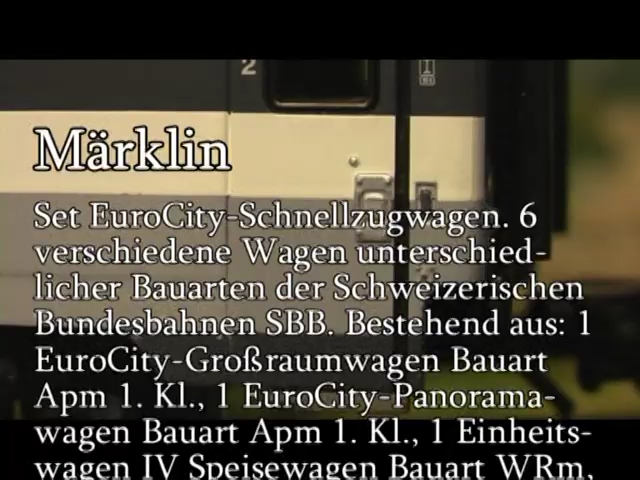 2
Märklin
Set EuroCity-Schnellzugwagen. 6
verschiedene Wagen unterschied-
licher Bauarten der Schweizerischen
Bundesbahnen SBB. Bestehend aus: 1
EuroCity-Großraumwagen Bauart
Apm 1. Kl., 1 EuroCity-Panorama-
wagen Bauart Apm 1. Kl., 1 Einheits-
wagen IV Speisewagen Bauart WRm,